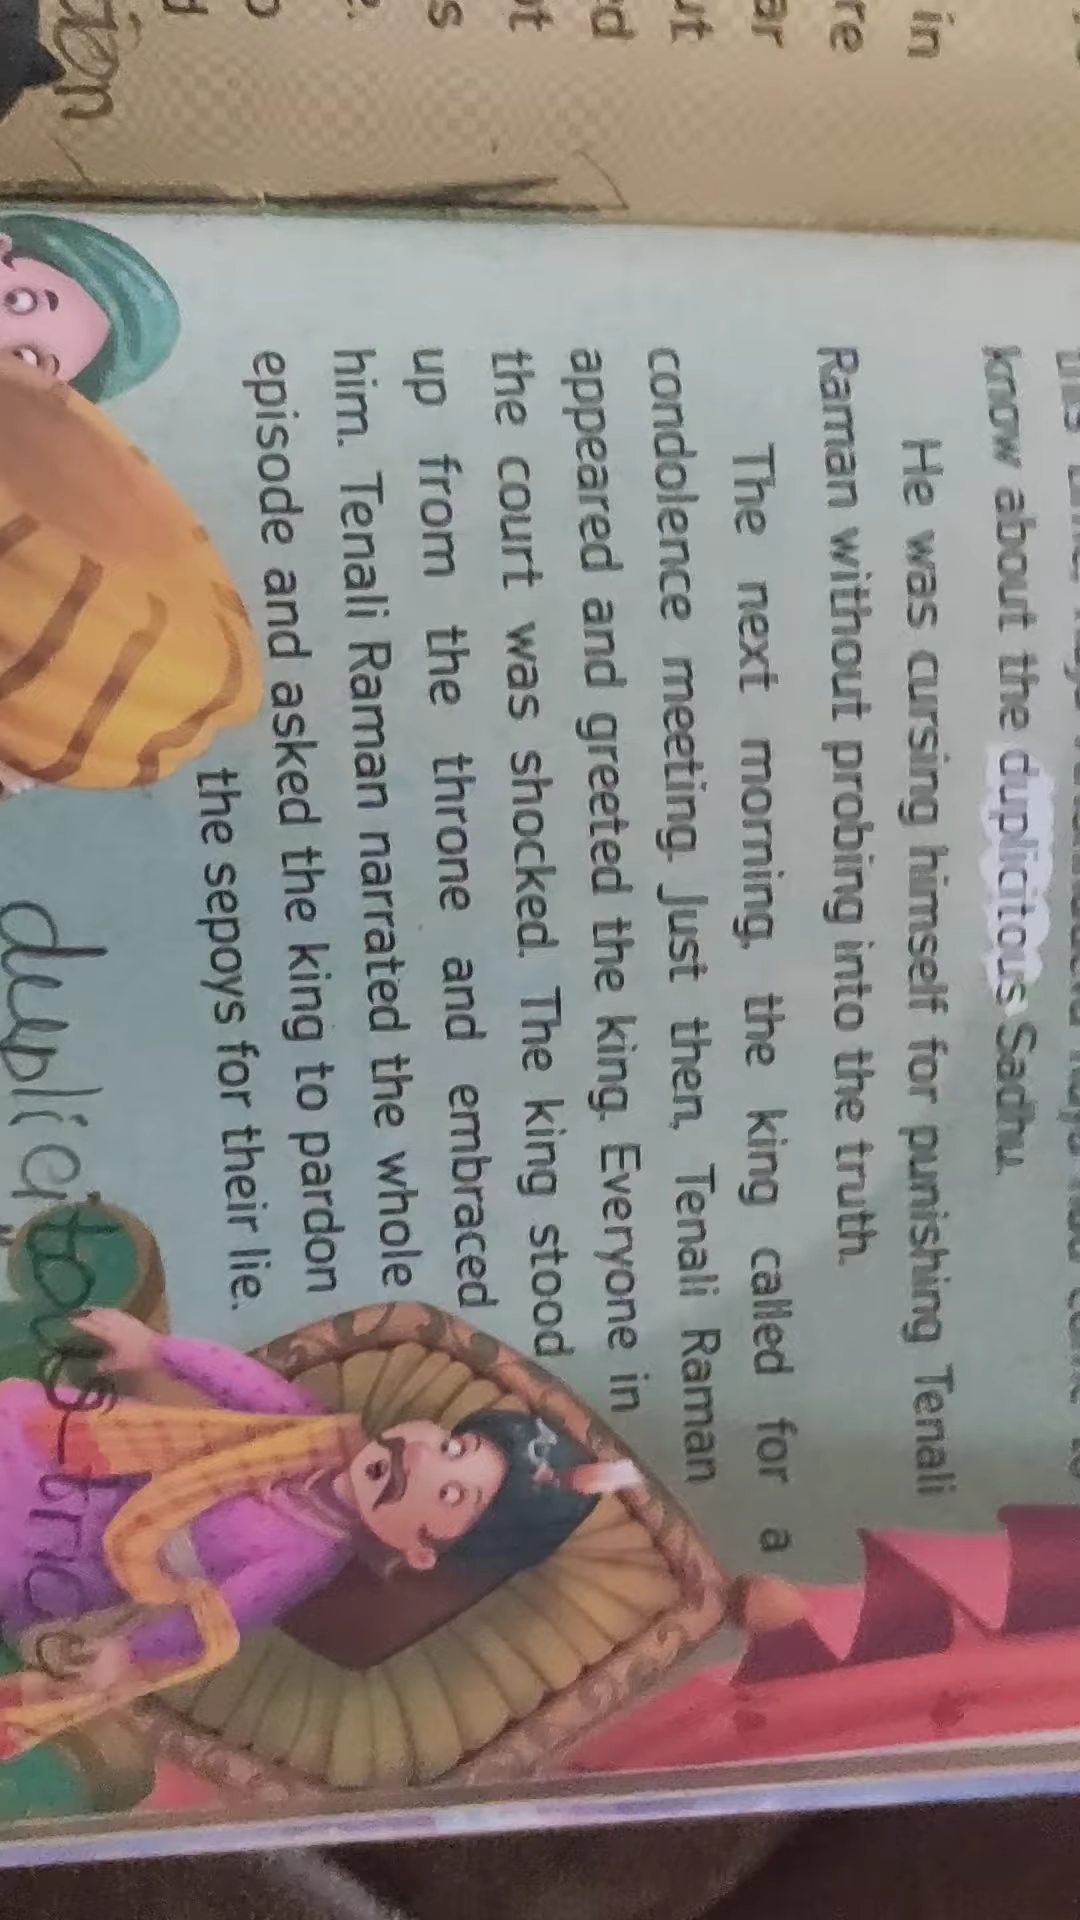 know about the duplicitous Sadhu.
He was cursing himself for punishing Tenali
Raman without probing into the truth.
The next morning, the king called for a
condolence meeting. Just then, Tenali Raman
appeared and greeted the king. Everyone in
the court was shocked. The king stood
up from the throne and embraced
him. Tenali Raman narrated the whole
episode and asked the king to pardon
the sepoys for their lie.